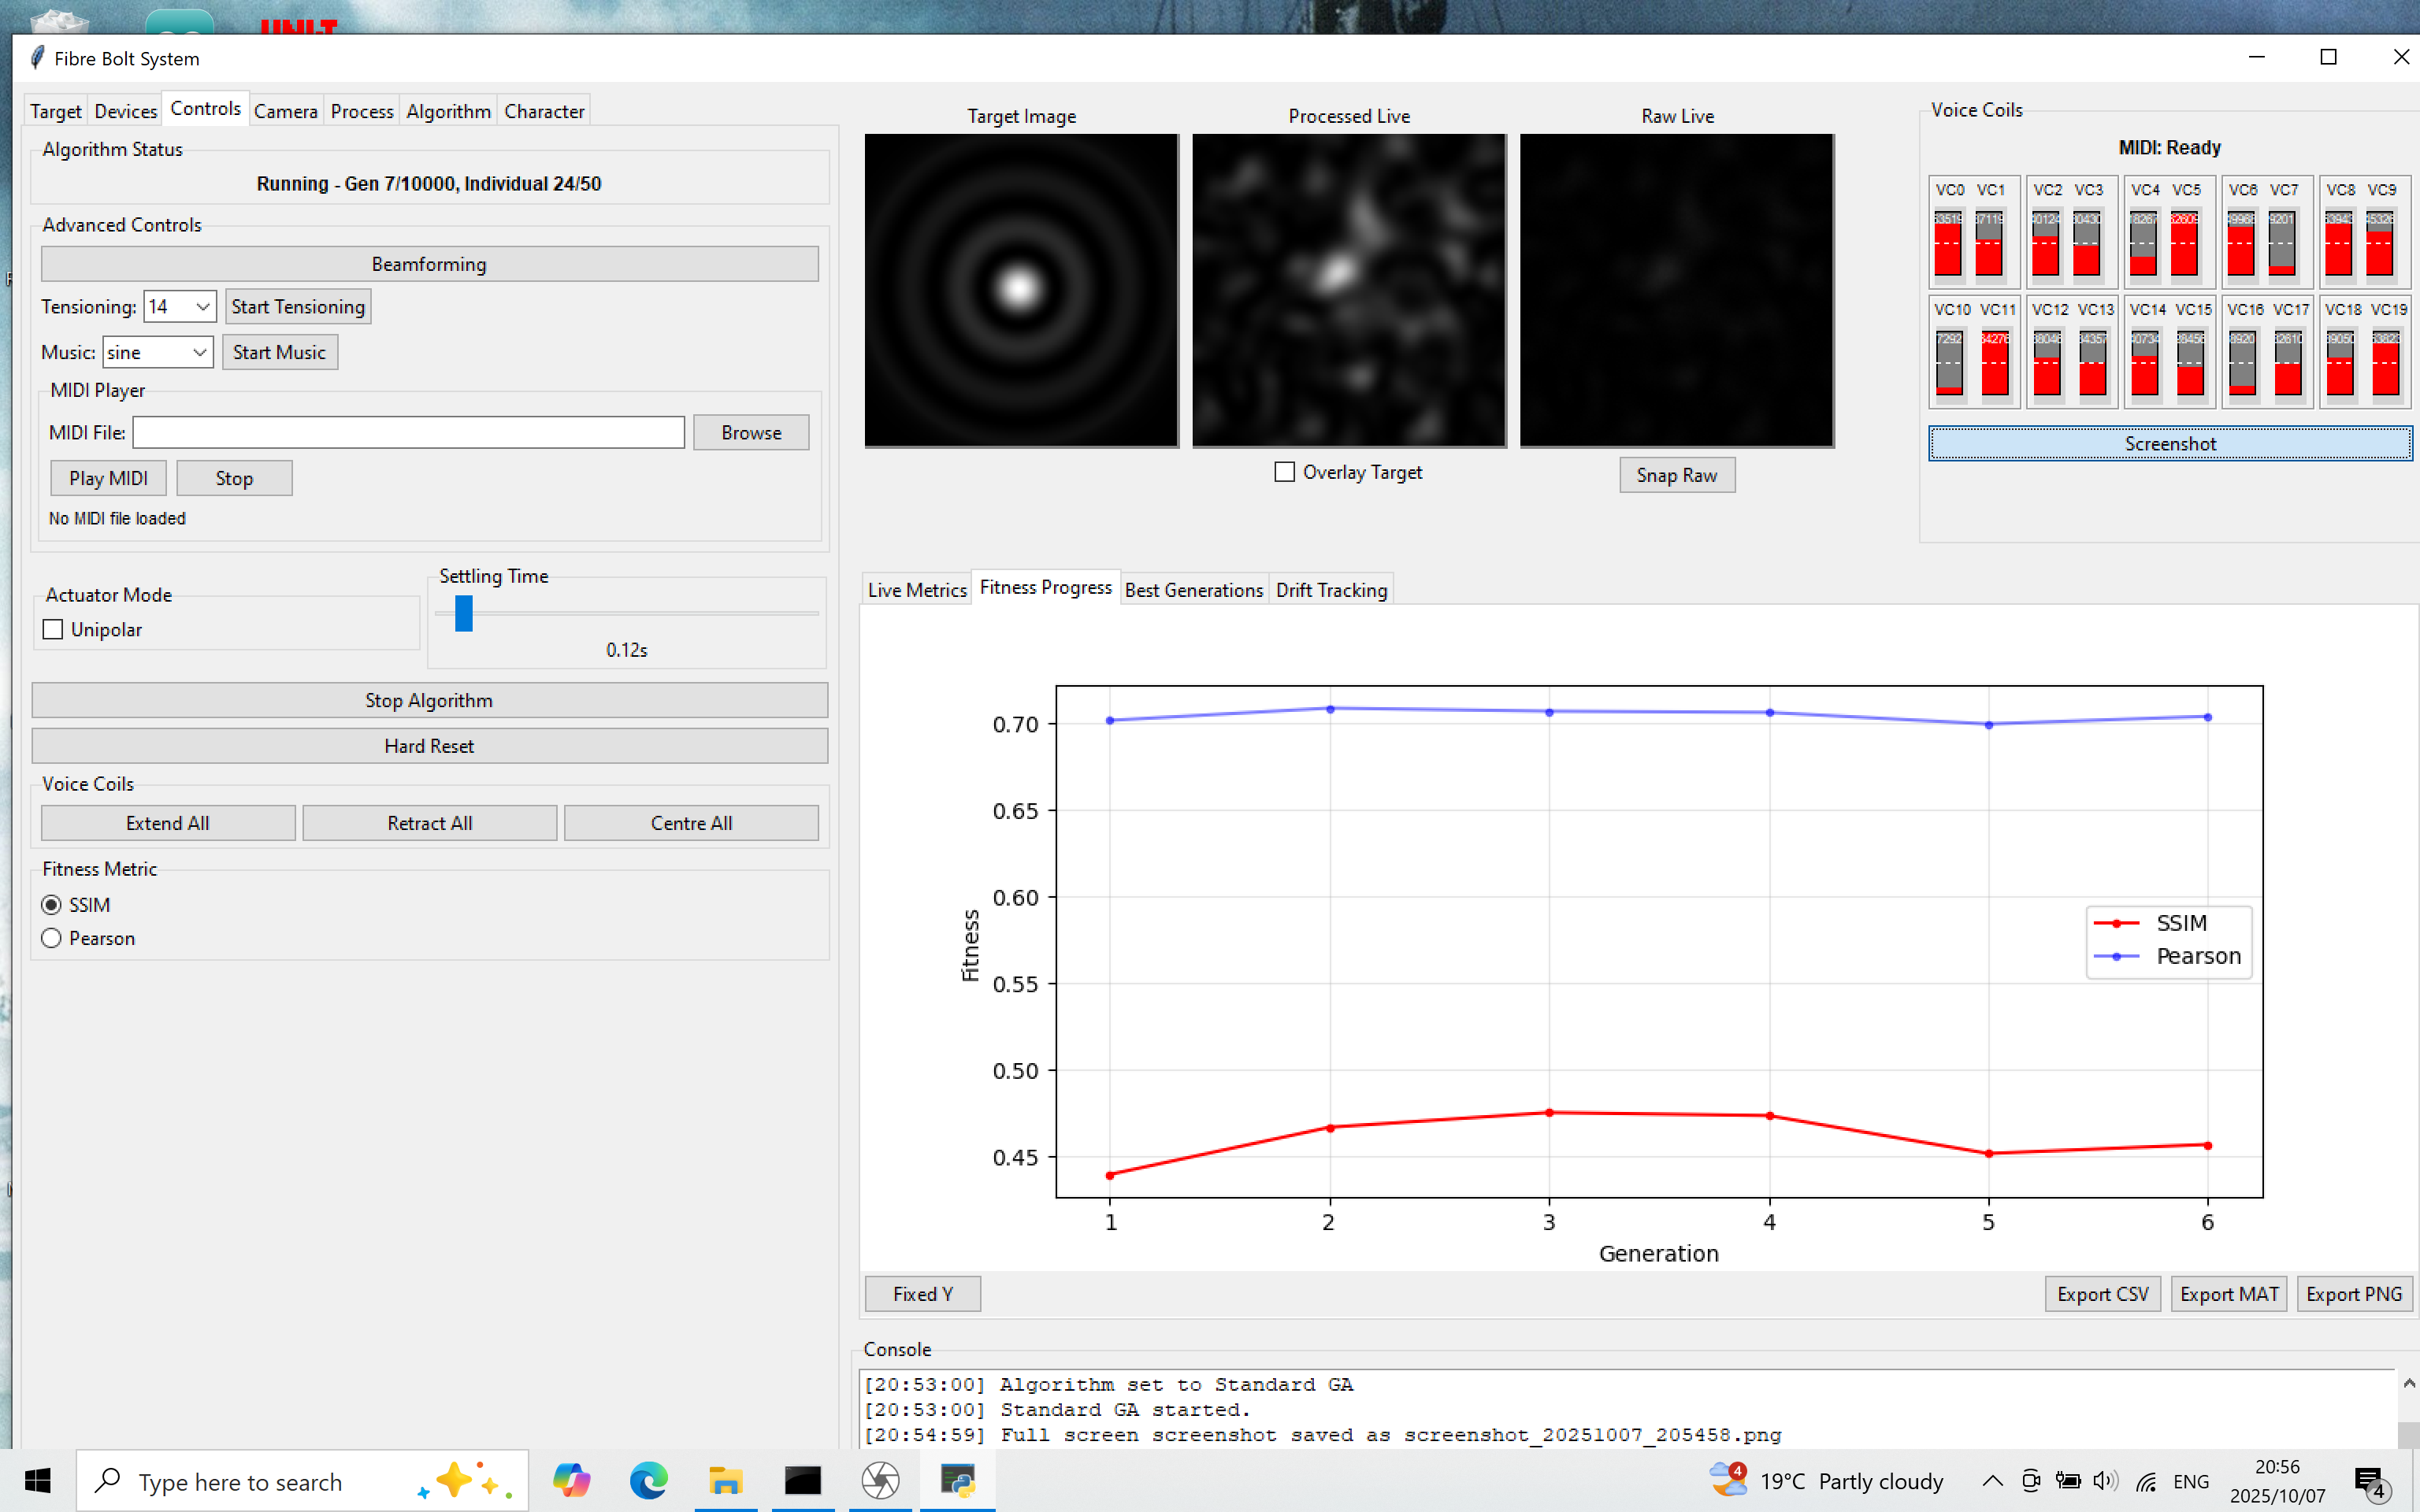 UNI-T
Fibre Bolt System
Target Devices Controls Camera Process Algorithm Character
Algorithm Status
Running - Gen 7/10000, Individual 24/50
Advanced Controls
Beamforming
Tensioning: 14 Start Tensioning
Music: sine Start Music
MIDI Player
MIDI File: Browse
Play MIDI Stop
No MIDI file loaded
Actuator Mode
Unipolar
Settling Time
0.12s
Stop Algorithm
Hard Reset
Voice Coils
Extend All Retract All Centre All
Fitness Metric
SSIM
Pearson
Target Image Processed Live Raw Live
Overlay Target Snap Raw
Voice Coils
MIDI: Ready
VC0 VC1 VC2 VC3 VC4 VC5 VC6 VC7 VC8 VC9
VC10 VC11 VC12 VC13 VC14 VC15 VC16 VC17 VC18 VC19
Screenshot
Live Metrics Fitness Progress Best Generations Drift Tracking
0.70
0.65
0.60
0.55
0.50
0.45
Fitness
SSIM
Pearson
1 2 3 4 5 6
Generation
Fixed Y Export CSV Export MAT Export PNG
Console
[20:53:00] Algorithm set to Standard GA
[20:53:00] Standard GA started.
[20:54:59] Full screen screenshot saved as screenshot_20251007_205458.png
Type here to search
4 19°C Partly cloudy ENG 20:56
2025/10/07 4